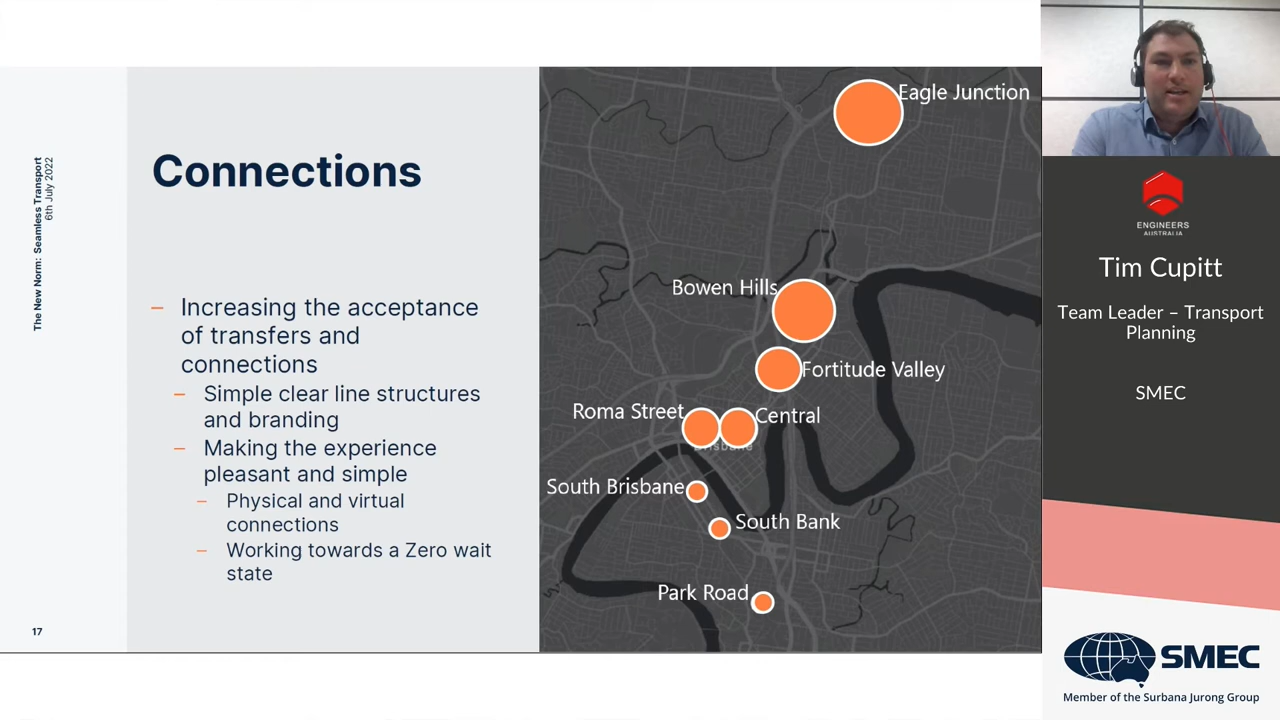 The New Norm: Seamless Transport
6th July 2022
17
Connections
– Increasing the acceptance
of transfers and
connections
– Simple clear line structures
and branding
– Making the experience
pleasant and simple
– Physical and virtual
connections
– Working towards a Zero wait
state
Eagle Junction
Bowen Hills
Fortitude Valley
Roma Street
Central
Brisbane
South Brisbane
South Bank
Park Road
ENGINEERS
AUSTRALIA
Tim Cupitt
Team Leader – Transport
Planning
SMEC
SMEC
Member of the Surbana Jurong Group